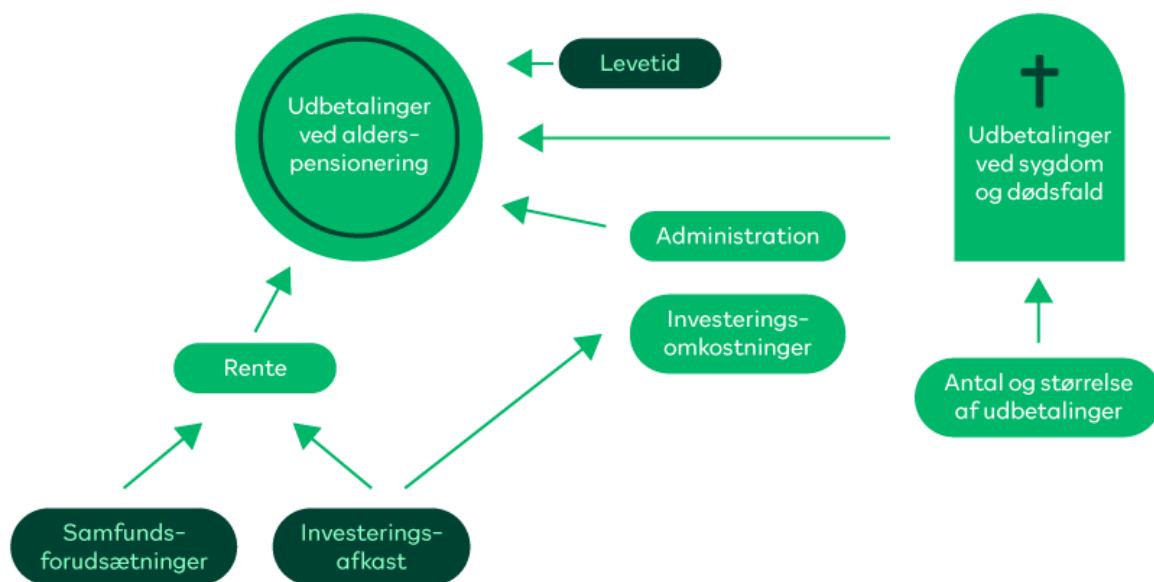 Udbetalinger
ved alders-
pensionering
Levetid
Udbetalinger
ved sygdom
og dødsfald
Administration
Investerings-
omkostninger
Rente
Antal og størrelse
af udbetalinger
Samfunds-
forudsætninger
Investerings-
afkast